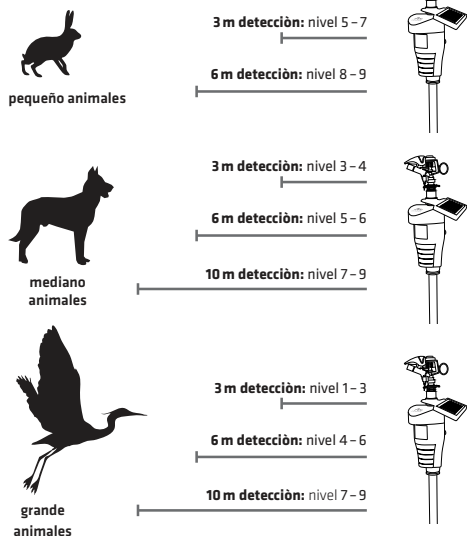 3 m detecciòn: nivel 5 – 7
6 m detecciòn: nivel 8 – 9
pequeño animales
3 m detecciòn: nivel 3 – 4
6 m detecciòn: nivel 5 – 6
10 m detecciòn: nivel 7 – 9
mediano
animales
3 m detecciòn: nivel 1 – 3
6 m detecciòn: nivel 4 – 6
10 m detecciòn: nivel 7 – 9
grande
animales